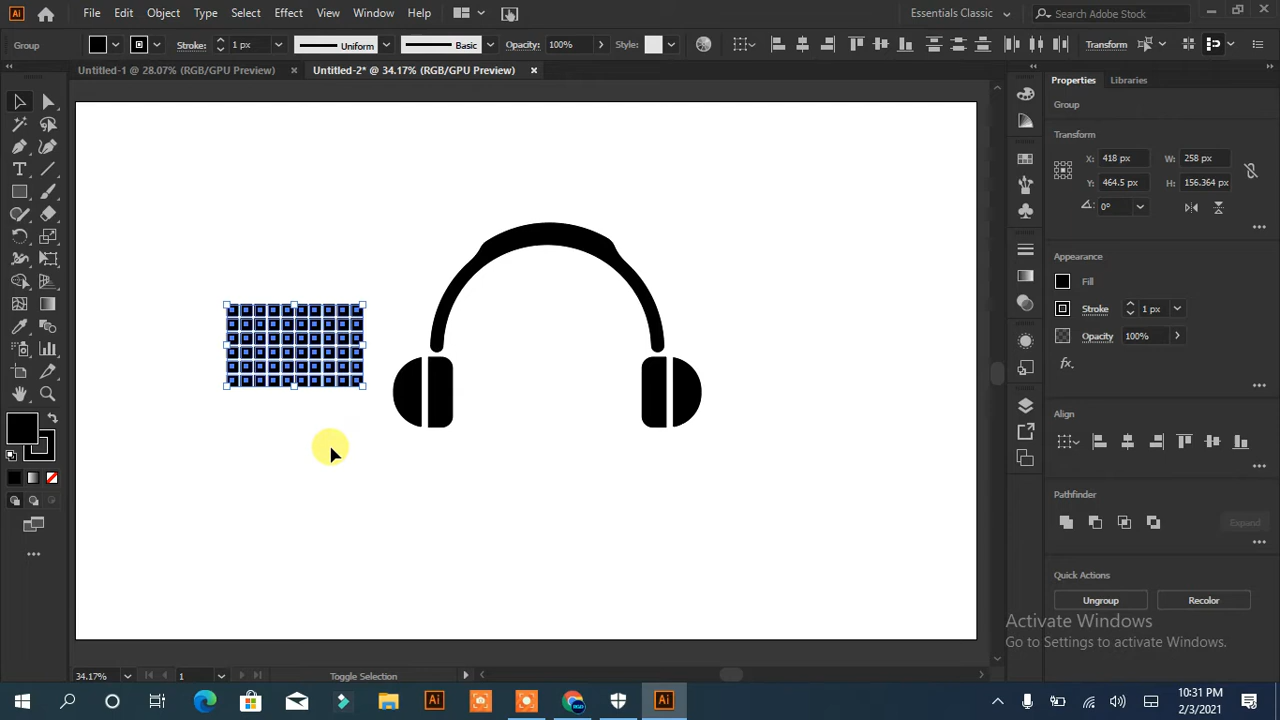 Ai File Edit Object Type Select Effect View Window Help Essentials Classic Search Adobe Stock
Group Stroke: 1 px Uniform Basic Opacity: 100% Style: Transform
Untitled-1 @ 28.07% (RGB/GPU Preview) × Untitled-2* @ 34.17% (RGB/GPU Preview) ×
Properties Libraries
Group
Transform
X: 418 px W: 258 px
Y: 464.5 px H: 156.364 px
0°
Appearance
Fill
Stroke 1 px
Opacity 100%
fx.
Align
Pathfinder
Expand
Quick Actions
Ungroup Recolor
Activate Windows
Go to Settings to activate Windows.
34.17% 1 Toggle Selection
Ai Ai
10:31 PM
2/3/2021